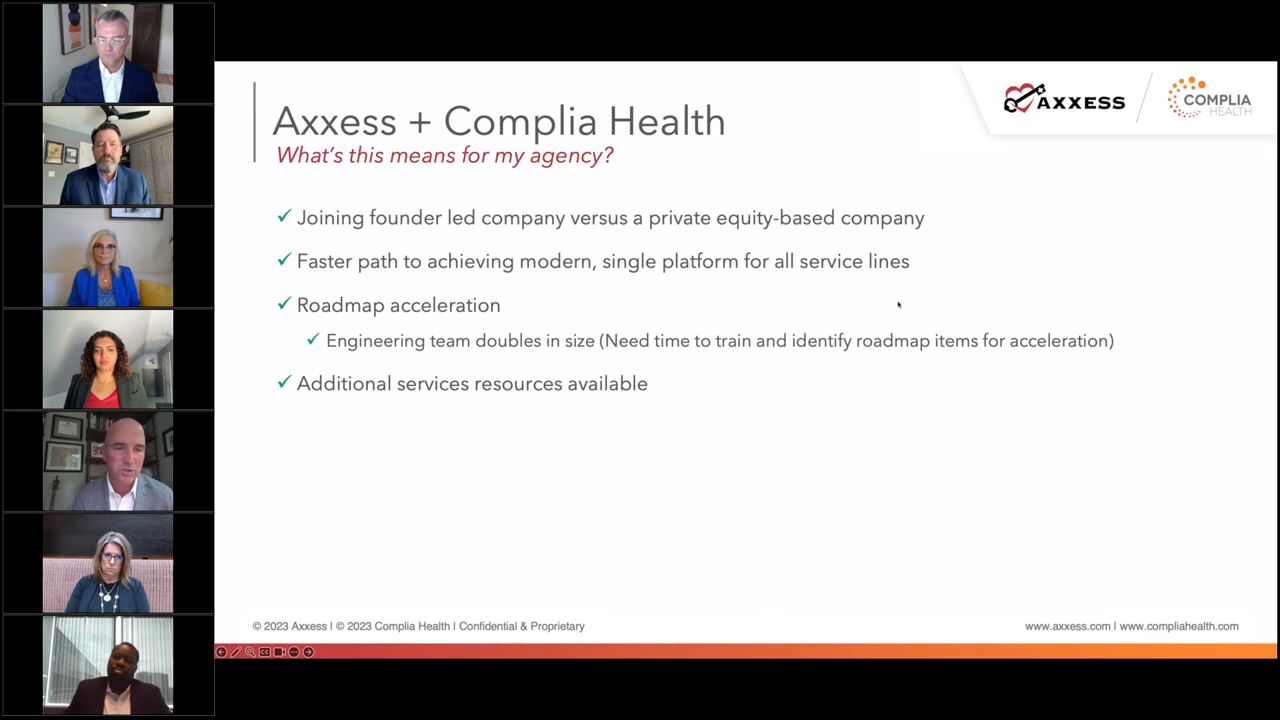 Axxess + Complia Health
What's this means for my agency?
AXXESS
COMPLIA
HEALTH
✓ Joining founder led company versus a private equity-based company
✓ Faster path to achieving modern, single platform for all service lines
✓ Roadmap acceleration
✓ Engineering team doubles in size (Need time to train and identify roadmap items for acceleration)
✓ Additional services resources available
© 2023 Axxess | © 2023 Complia Health | Confidential & Proprietary
www.axxess.com | www.compliahealth.com